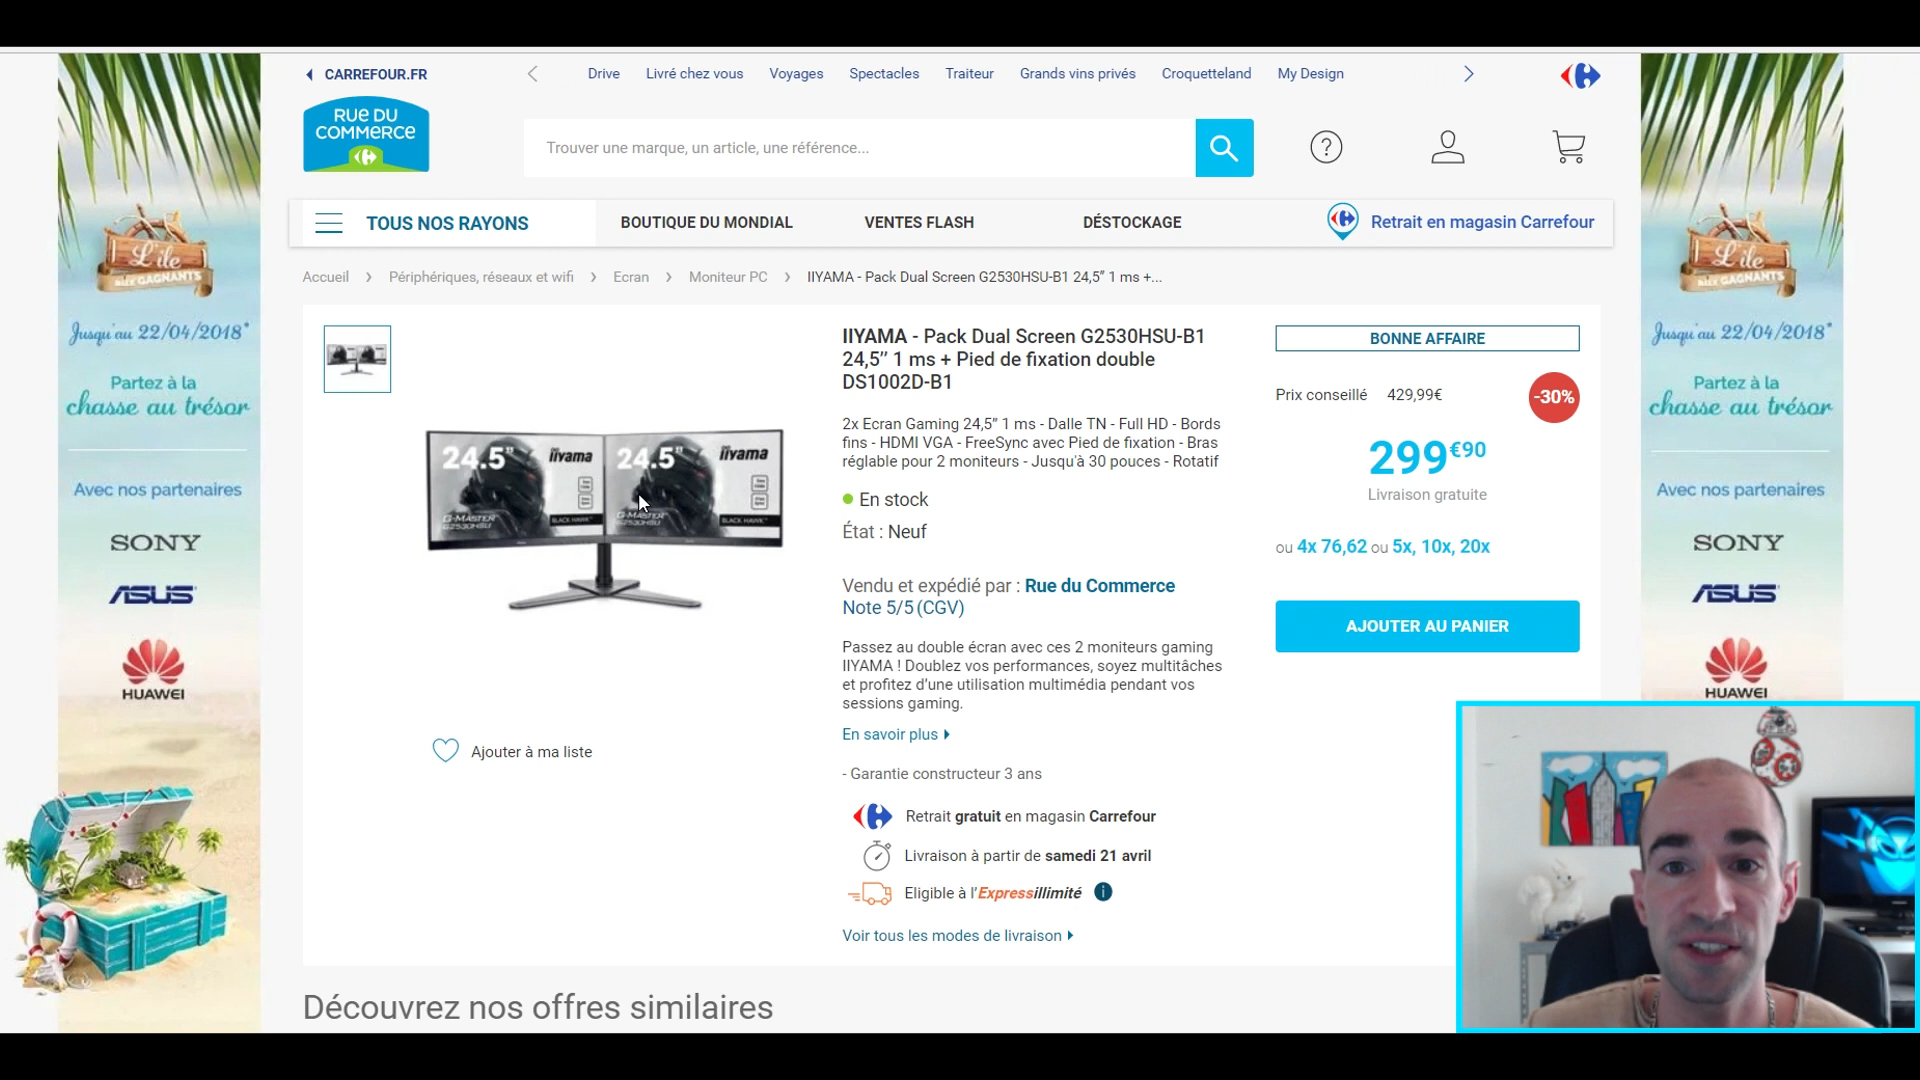 CARREFOUR.FR
Drive Livré chez vous Voyages Spectacles Traiteur Grands vins privés Croquetteland My Design
RUE DU
COMMERCE
Trouver une marque, un article, une référence...
?
TOUS NOS RAYONS BOUTIQUE DU MONDIAL VENTES FLASH DÉSTOCKAGE Retrait en magasin Carrefour
Accueil > Périphériques, réseaux et wifi > Ecran > Moniteur PC > IIYAMA - Pack Dual Screen G2530HSU-B1 24,5” 1 ms +...
L'île
AUX GAGNANTS
Jusqu'au 22/04/2018*
Partez à la
chasse au trésor
Avec nos partenaires
SONY
ASUS
HUAWEI
24.5" iiyama
G-MASTER
G2530HSU
BLACK HAWK™
24.5" iiyama
G-MASTER
G2530HSU
BLACK HAWK™
Ajouter à ma liste
IIYAMA - Pack Dual Screen G2530HSU-B1
24,5’’ 1 ms + Pied de fixation double
DS1002D-B1
2x Ecran Gaming 24,5” 1 ms - Dalle TN - Full HD - Bords
fins - HDMI VGA - FreeSync avec Pied de fixation - Bras
réglable pour 2 moniteurs - Jusqu'à 30 pouces - Rotatif
En stock
État : Neuf
Vendu et expédié par : Rue du Commerce
Note 5/5 (CGV)
Passez au double écran avec ces 2 moniteurs gaming
IIYAMA ! Doublez vos performances, soyez multitâches
et profitez d'une utilisation multimédia pendant vos
sessions gaming.
En savoir plus
- Garantie constructeur 3 ans
Retrait gratuit en magasin Carrefour
Livraison à partir de samedi 21 avril
Eligible à l'Expressillimité i
Voir tous les modes de livraison
BONNE AFFAIRE
Prix conseillé 429,99€
-30%
299€90
Livraison gratuite
ou 4x 76,62 ou 5x, 10x, 20x
AJOUTER AU PANIER
L'île
AUX GAGNANTS
Jusqu'au 22/04/2018*
Partez à la
chasse au trésor
Avec nos partenaires
SONY
ASUS
HUAWEI
Découvrez nos offres similaires